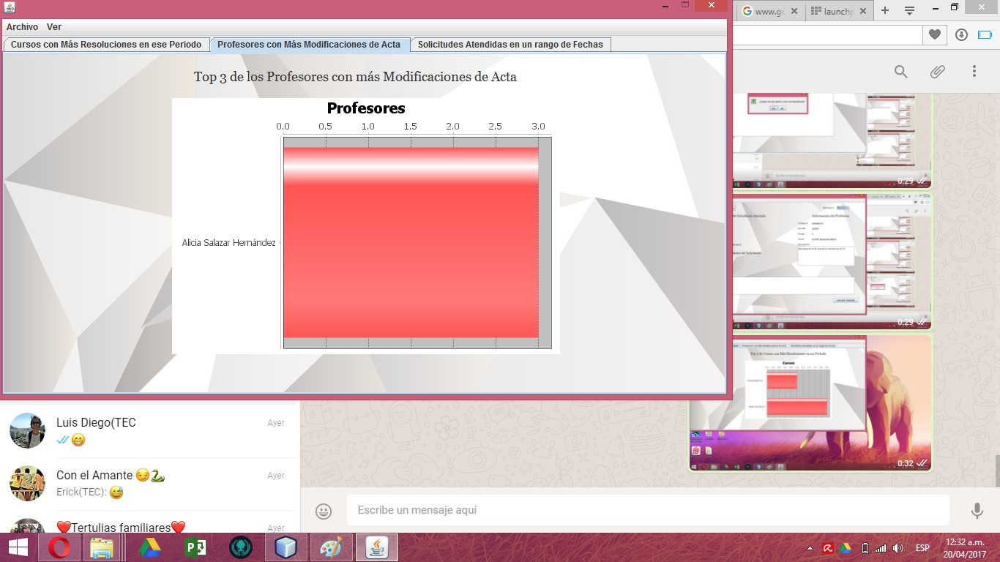 www.go
launchp
Archivo Ver
Cursos con Más Resoluciones en ese Periodo
Profesores con Más Modificaciones de Acta
Solicitudes Atendidas en un rango de Fechas
Top 3 de los Profesores con más Modificaciones de Acta
Profesores
0.0 0.5 1.0 1.5 2.0 2.5 3.0
Alicia Salazar Hernández
0:29
Información del Problema
0:29
Top 5 de Cursos con Más Resoluciones en un Periodo
Cursos
0:32
Luis Diego(TEC
Ayer
Con el Amante
Ayer
Erick(TEC):
Tertulias familiares
Ayer
Escribe un mensaje aquí
ESP
12:32 a.m.
20/04/2017